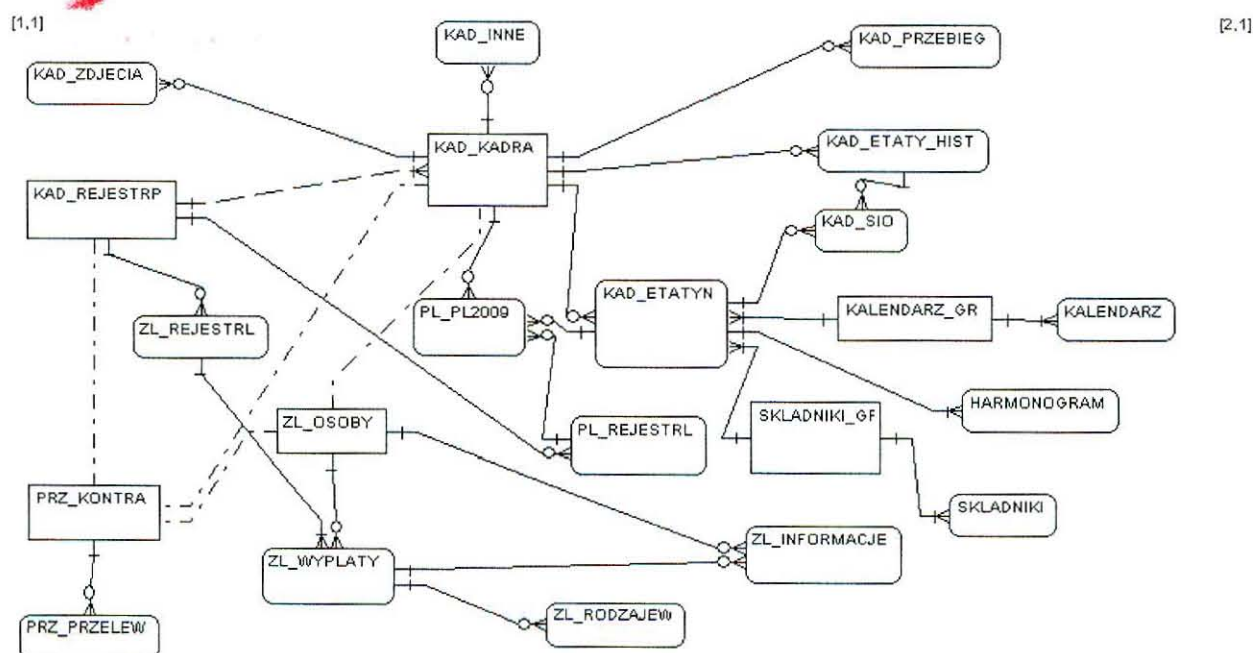 [1,1]
[2,1]
KAD_INNE
KAD_PRZEBIEG
KAD_ZDJECIA
KAD_KADRA
KAD_ETATY_HIST
KAD_REJESTRP
KAD_SIO
KAD_ETATYN
PL_PL2009
KALENDARZ_GR
KALENDARZ
ZL_REJESTRL
HARMONOGRAM
ZL_OSOBY
PL_REJESTRL
SKLADNIKI_GF
PRZ_KONTRA
SKLADNIKI
ZL_WYPLATY
ZL_INFORMACJE
ZL_RODZAJEW
PRZ_PRZELEW